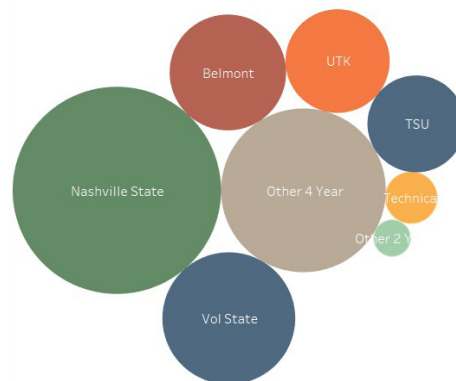 UTK
Belmont
TSU
Nashville State
Other 4 Year
Technica
Other 2 Y
Vol State